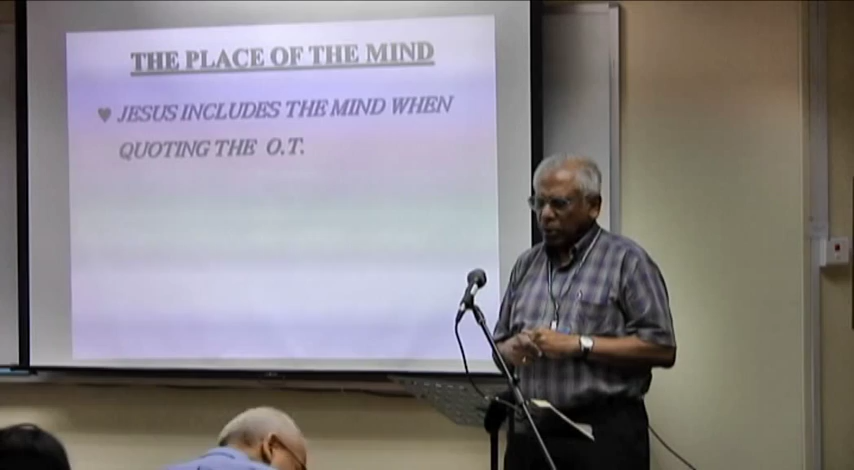 THE PLACE OF THE MIND
JESUS INCLUDES THE MIND WHEN
QUOTING THE O.T.